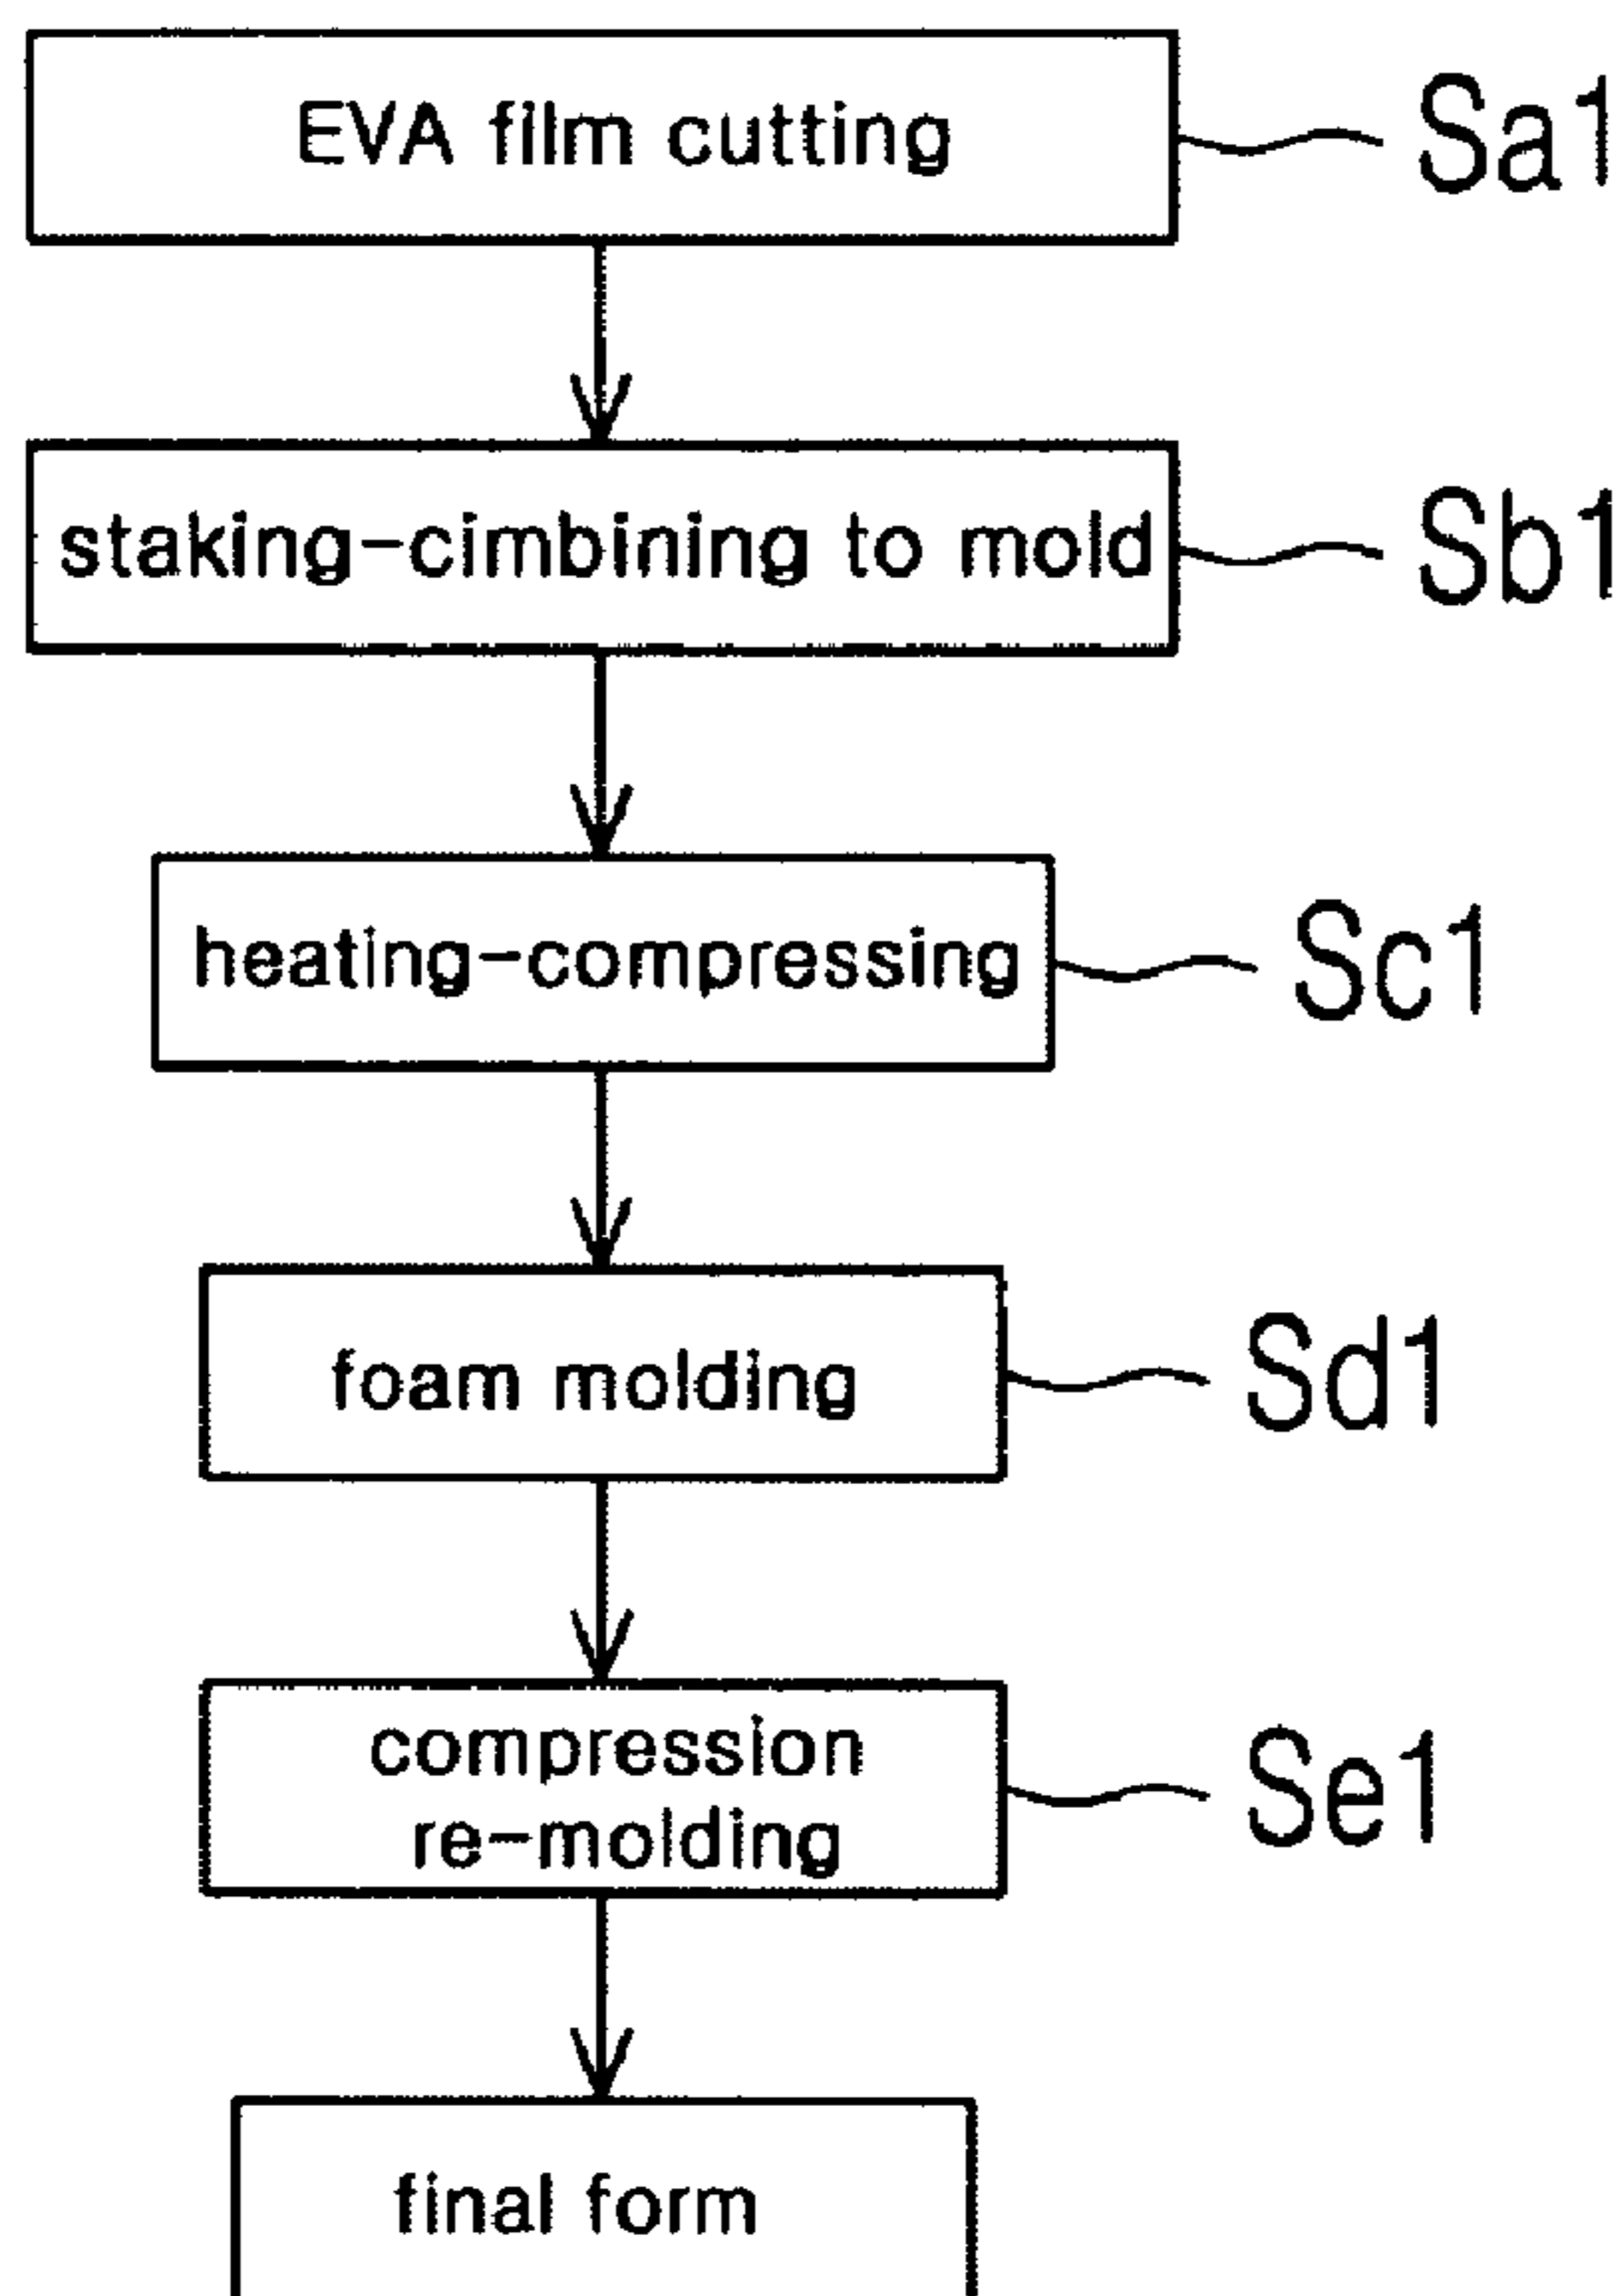 EVA film cutting
Sa1
staking-cimbining to mold
Sb1
heating-compressing
Sc1
foam molding
Sd1
compression
re-molding
Se1
final form